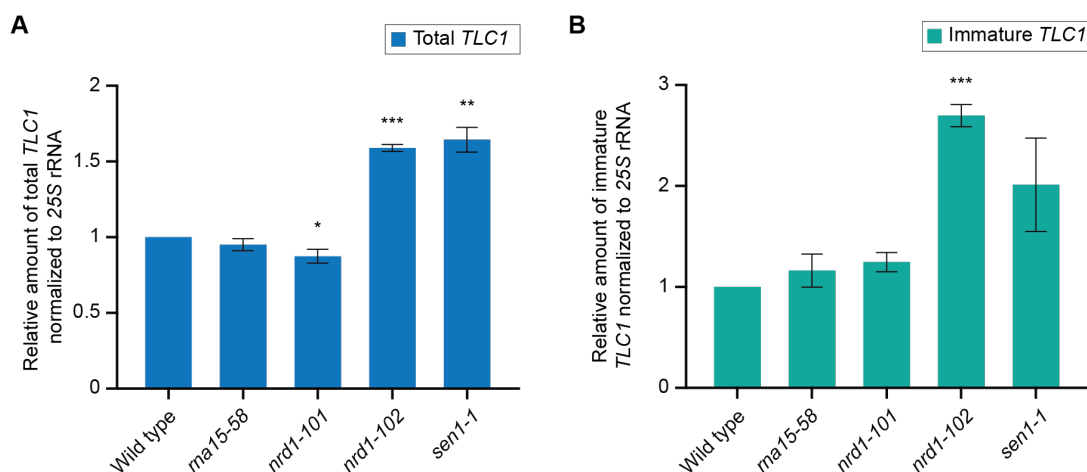 A
Total TLC1
Relative amount of total TLC1
normalized to 25S rRNA
2
1.5
1
0.5
0
*
***
**
Wild type
rna15-58
nrd1-101
nrd1-102
sen1-1
B
Immature TLC1
Relative amount of immature
TLC1 normalized to 25S rRNA
3
2
1
0
***
Wild type
rna15-58
nrd1-101
nrd1-102
sen1-1